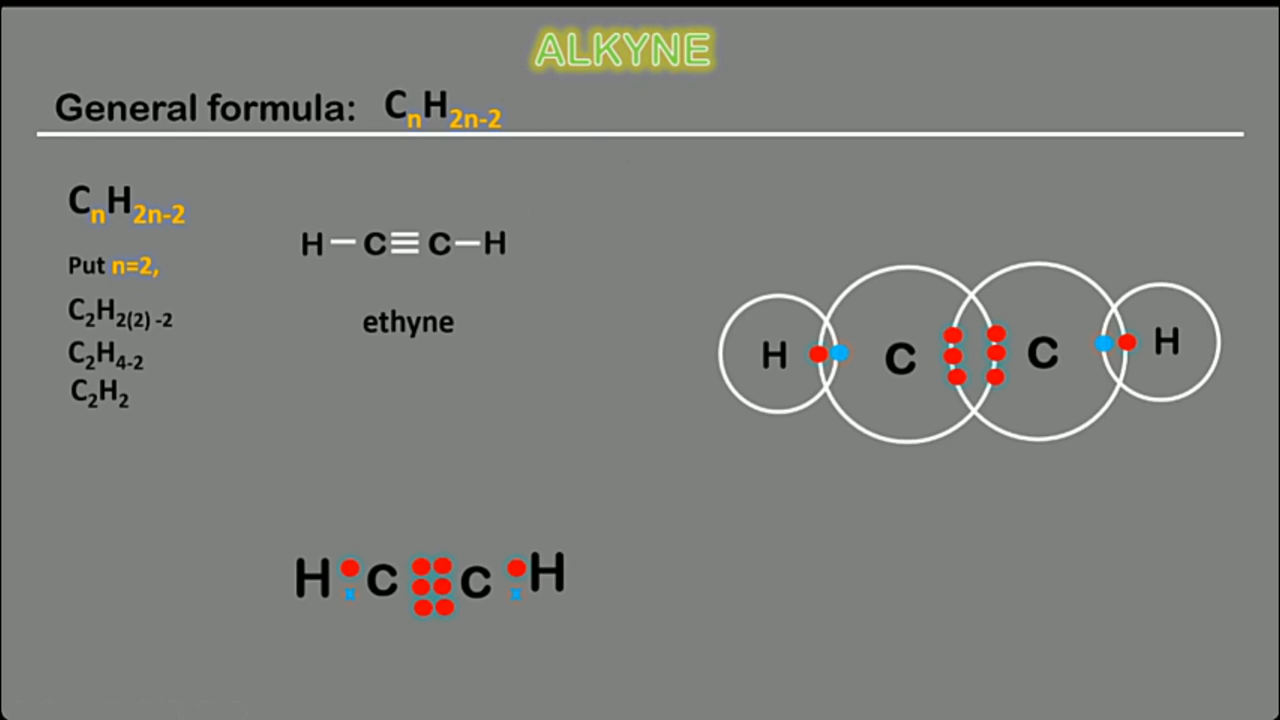 ALKYNE
General formula: CₙH₂ₙ₋₂
CₙH₂ₙ₋₂
Put n=2,
C₂H₂₍₂₎ ₋₂
C₂H₄₋₂
C₂H₂
H−C≡C−H
ethyne
H C C H
H C C H